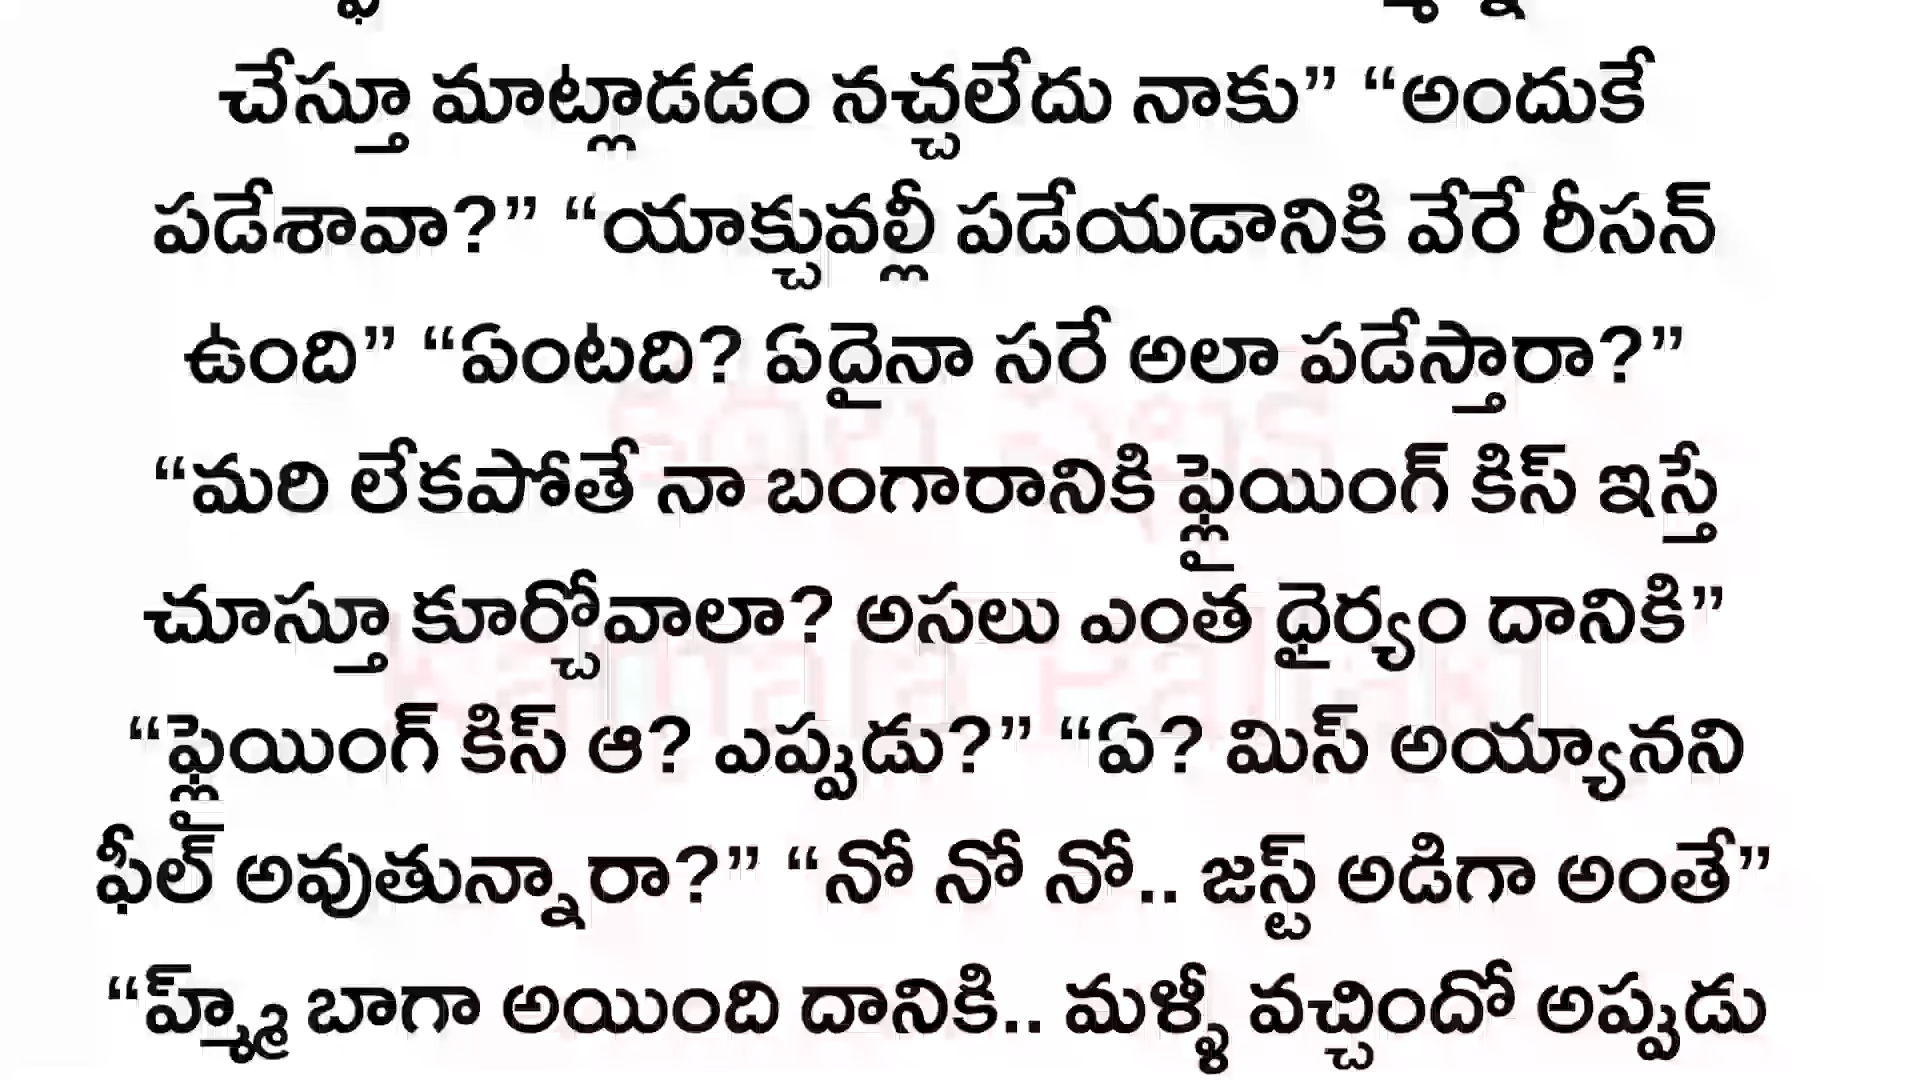 చేస్తూ మాట్లాడడం నచ్చలేదు నాకు” “అందుకే
పడేశావా?” “యాక్చువల్లీ పడేయడానికి వేరే రీసన్
ఉంది” “ఏంటది? ఏదైనా సరే అలా పడేస్తారా?”
“మరి లేకపోతే నా బంగారానికి ఫ్లైయింగ్ కిస్ ఇస్తే
చూస్తూ కూర్చోవాలా? అసలు ఎంత ధైర్యం దానికి”
“ఫ్లైయింగ్ కిస్ ఆ? ఎప్పుడు?” “ఏ? మిస్ అయ్యానని
ఫీల్ అవుతున్నారా?” “నో నో నో.. జస్ట్ అడిగా అంతే”
“హ్మ్మ్ బాగా అయింది దానికి.. మళ్ళీ వచ్చిందో అప్పుడు